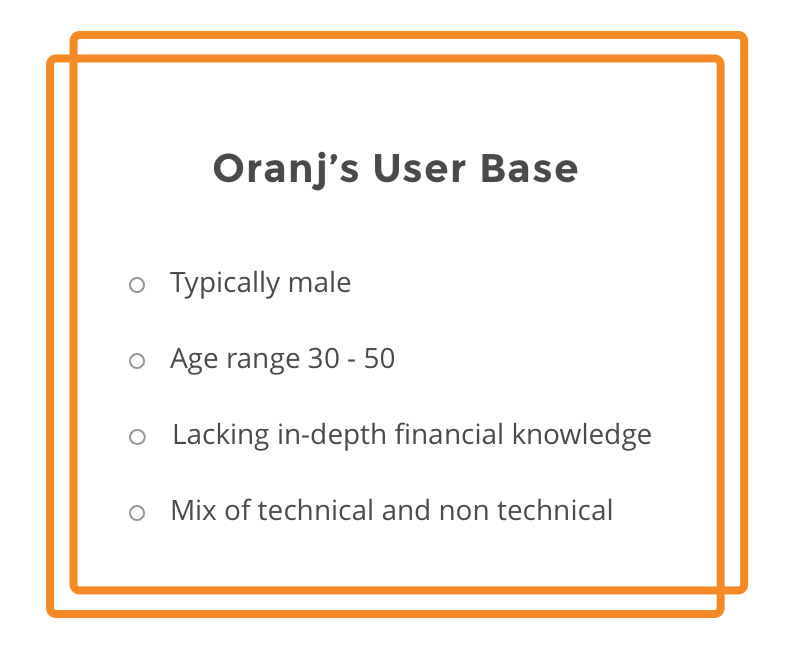 Oranj’s User Base
Typically male
Age range 30 - 50
Lacking in-depth financial knowledge
Mix of technical and non technical